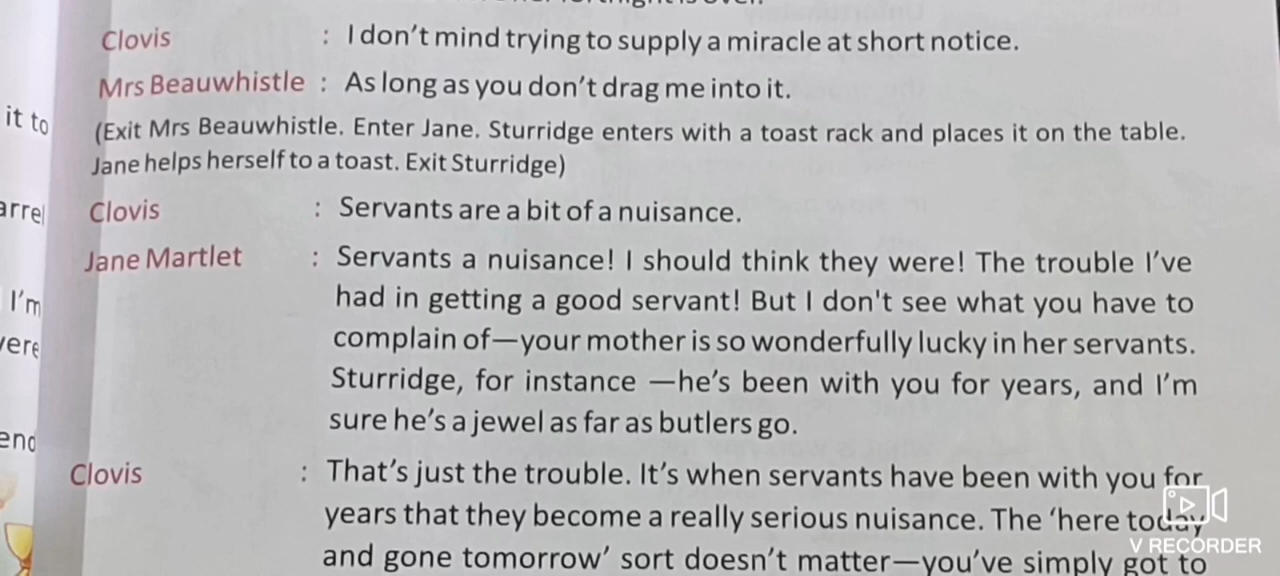 Clovis : I don't mind trying to supply a miracle at short notice.
Mrs Beauwhistle : As long as you don't drag me into it.
it to
(Exit Mrs Beauwhistle. Enter Jane. Sturridge enters with a toast rack and places it on the table.
Jane helps herself to a toast. Exit Sturridge)
Clovis : Servants are a bit of a nuisance.
Jane Martlet : Servants a nuisance! I should think they were! The trouble I've
I'm
had in getting a good servant! But I don't see what you have to
complain of—your mother is so wonderfully lucky in her servants.
Sturridge, for instance —he's been with you for years, and I'm
sure he's a jewel as far as butlers go.
Clovis : That's just the trouble. It's when servants have been with you for
years that they become a really serious nuisance. The 'here today
and gone tomorrow' sort doesn't matter—you've simply got to
V RECORDER